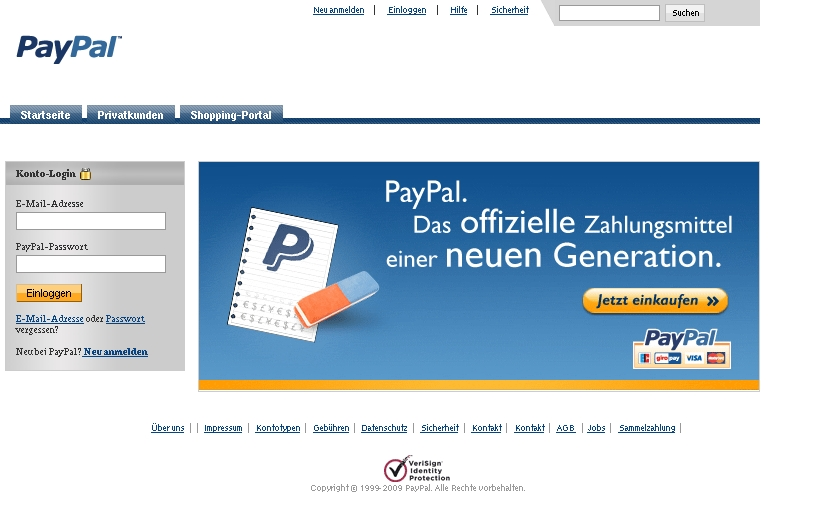 Neu anmelden | Einloggen | Hilfe | Sicherheit
Suchen
PayPal™
Startseite Privatkunden Shopping-Portal
Konto-Login
E-Mail-Adresse
PayPal-Passwort
Einloggen
E-Mail-Adresse oder Passwort
vergessen?
Neu bei PayPal? Neu anmelden
PayPal.
Das offizielle Zahlungsmittel
einer neuen Generation.
Jetzt einkaufen »
P
€$£¥€$
€$£¥€$
PayPal
giropay VISA
Über uns | | Impressum | Kontotypen | Gebühren | Datenschutz | Sicherheit | Kontakt | Kontakt | AGB | Jobs | Sammelzahlung |
VeriSign
Identity
Protection
Copyright © 1999-2009 PayPal. Alle Rechte vorbehalten.